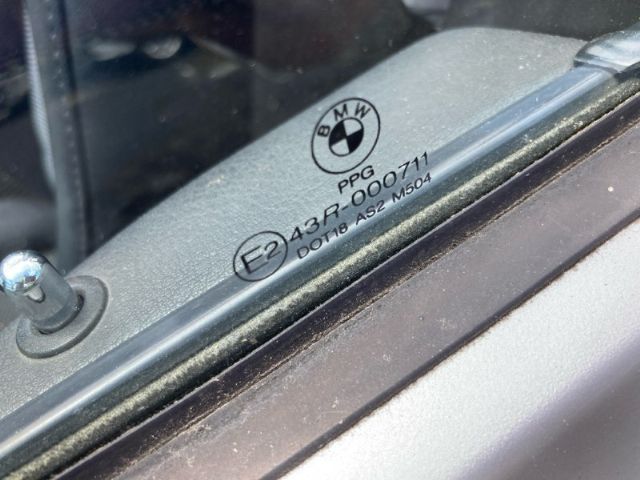 BMW
PPG
E2 43R-000711
DOT18 AS2 M504